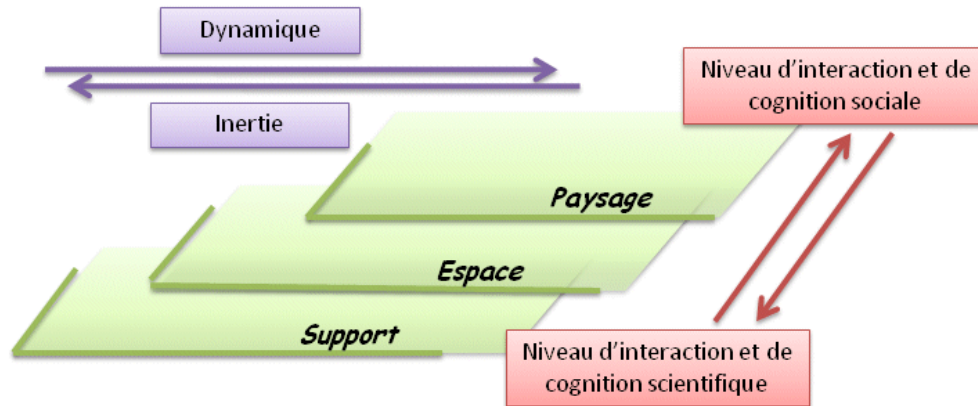 Dynamique
Inertie
Niveau d'interaction et de
cognition sociale
Paysage
Espace
Support
Niveau d'interaction et de
cognition scientifique